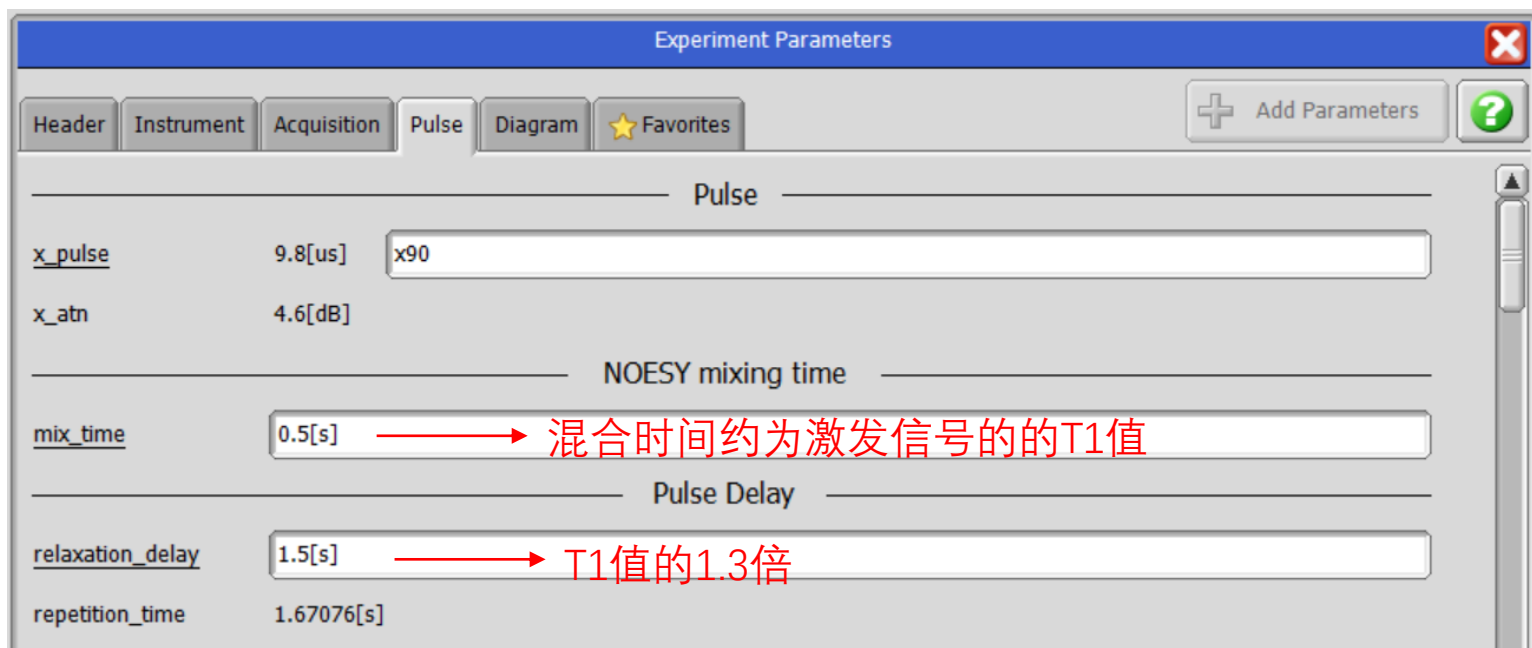 Experiment Parameters
Header Instrument Acquisition Pulse Diagram Favorites Add Parameters ?
Pulse
x_pulse 9.8[us] x90
x_atn 4.6[dB]
NOESY mixing time
mix_time 0.5[s] 混合时间约为激发信号的的T1值
Pulse Delay
relaxation_delay 1.5[s] T1值的1.3倍
repetition_time 1.67076[s]